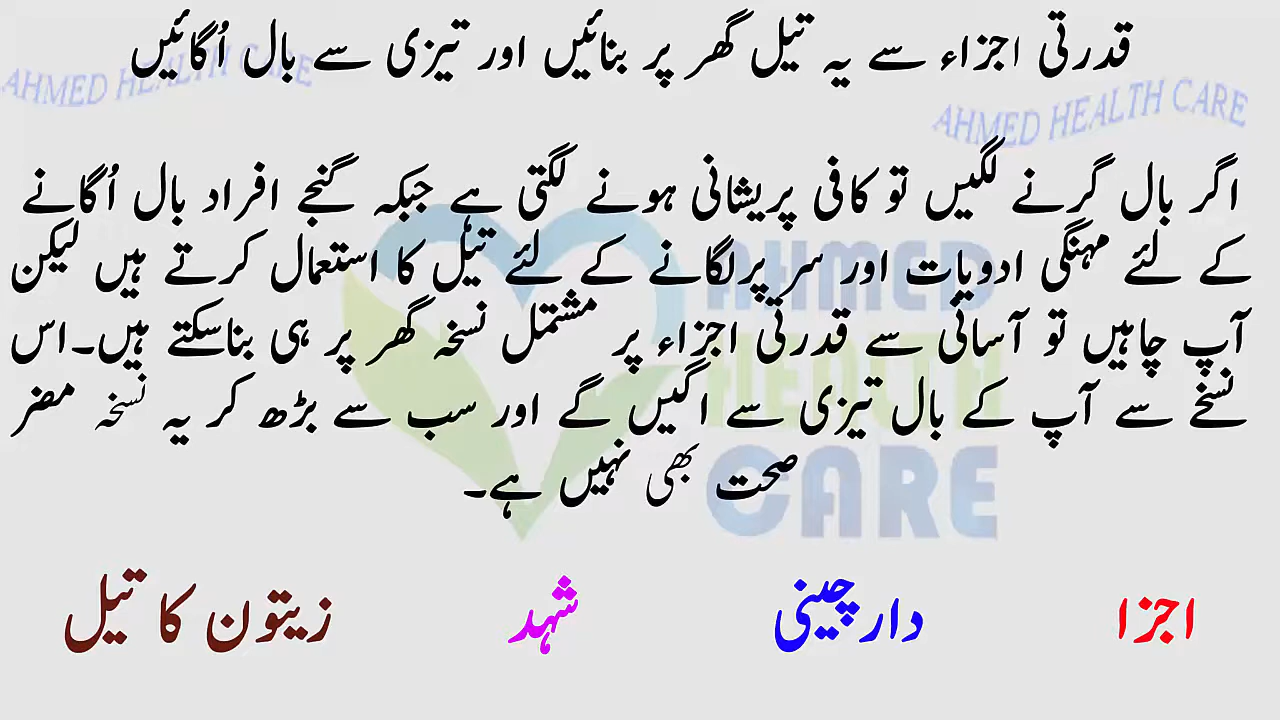 قدرتی اجزاء سے یہ تیل گھر پر بنائیں اور تیزی سے بال اُگائیں
AHMED HEALTH CARE
AHMED HEALTH CARE
اگر بال گرنے لگیں تو کافی پریشانی ہونے لگتی ہے جبکہ گنجے افراد بال اُگانے
کے لئے مہنگی ادویات اور سر پرلگانے کے لئے تیل کا استعمال کرتے ہیں لیکن
آپ چاہیں تو آسانی سے قدرتی اجزاء پر مشتمل نسخہ گھر پر ہی بناسکتے ہیں۔اس
نسخے سے آپ کے بال تیزی سے اگیں گے اور سب سے بڑھ کر یہ نسخہ مضر
صحت بھی نہیں ہے۔
AHMED
HEALTH
CARE
اجزا دارچینی شہد زیتون کا تیل